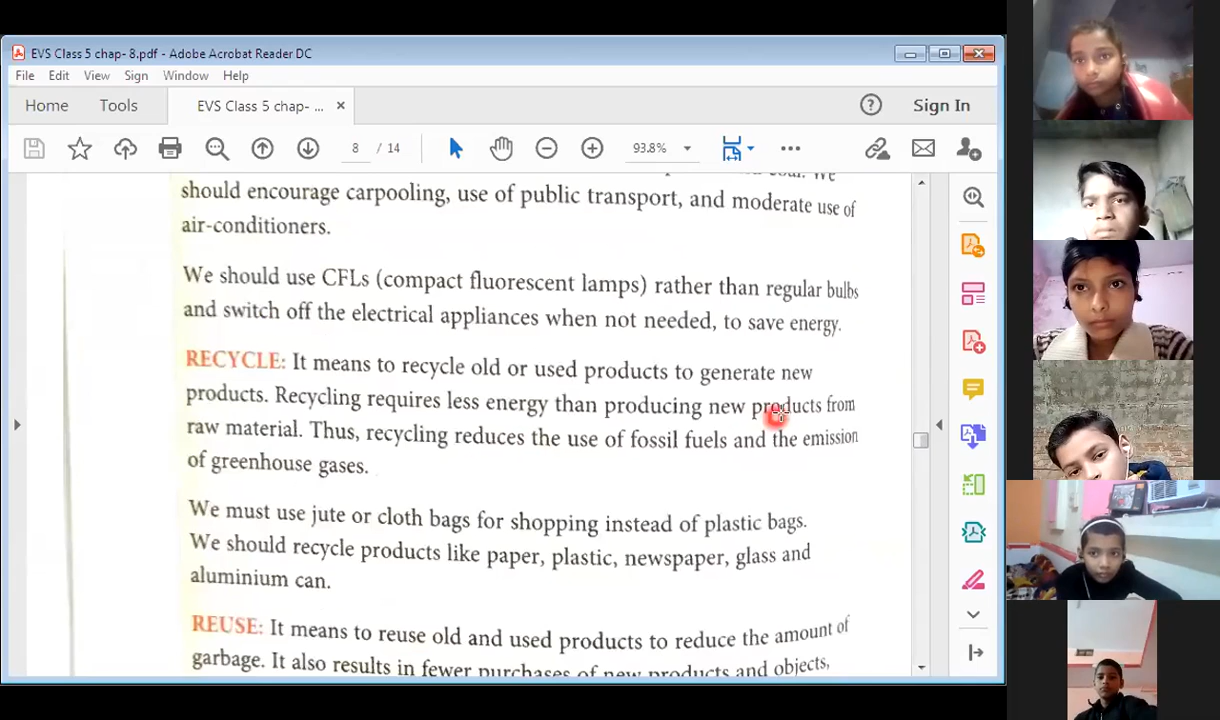 EVS Class 5 chap- 8.pdf - Adobe Acrobat Reader DC
File Edit View Sign Window Help
Home Tools EVS Class 5 chap- ... × Sign In
8 / 14 93.8%
We
should encourage carpooling, use of public transport, and moderate use of
air-conditioners.
We should use CFLs (compact fluorescent lamps) rather than regular bulbs
and switch off the electrical appliances when not needed, to save energy.
RECYCLE: It means to recycle old or used products to generate new
products. Recycling requires less energy than producing new products from
raw material. Thus, recycling reduces the use of fossil fuels and the emission
of greenhouse gases.
We must use jute or cloth bags for shopping instead of plastic bags.
We should recycle products like paper, plastic, newspaper, glass and
aluminium can.
REUSE: It means to reuse old and used products to reduce the amount of
garbage. It also results in fewer purchases of new products and objects,